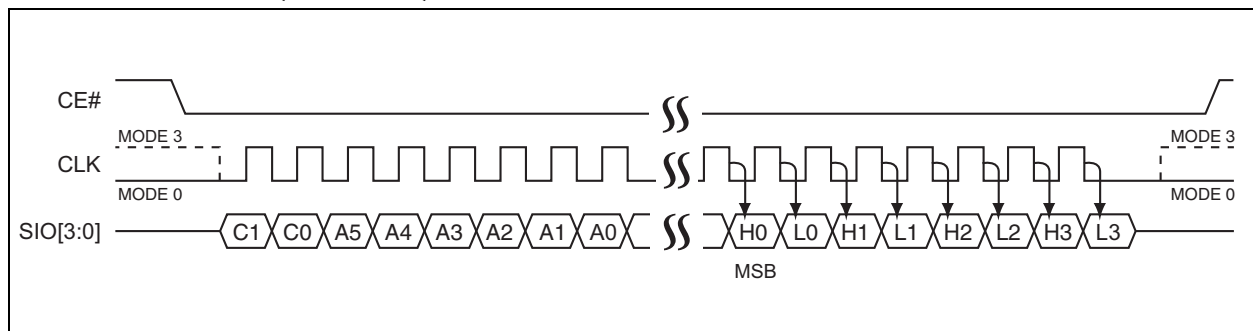 CE#
MODE 3 MODE 3
CLK
MODE 0 MODE 0
SIO[3:0] C1 C0 A5 A4 A3 A2 A1 A0 H0 L0 H1 L1 H2 L2 H3 L3
MSB